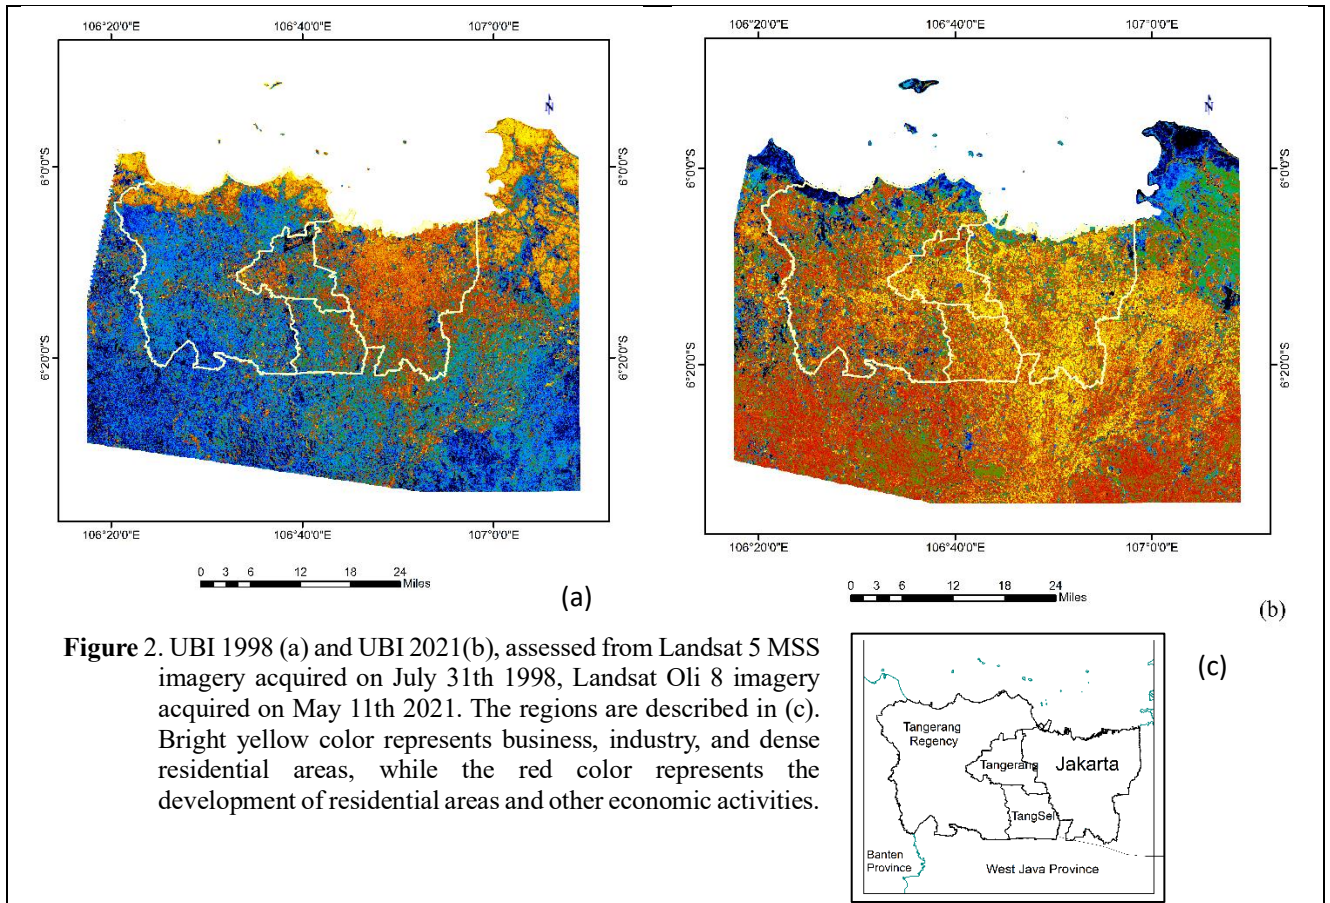 106°20'0"E 106°40'0"E 107°0'0"E
106°20'0"E 106°40'0"E 107°0'0"E
N
N
6°0'0"S
6°0'0"S
6°0'0"S
6°0'0"S
6°20'0"S
6°20'0"S
6°20'0"S
6°20'0"S
106°20'0"E 106°40'0"E 107°0'0"E
106°20'0"E 106°40'0"E 107°0'0"E
0 3 6 12 18 24
Miles
(a)
0 3 6 12 18 24
Miles
(b)
Figure 2. UBI 1998 (a) and UBI 2021(b), assessed from Landsat 5 MSS
imagery acquired on July 31th 1998, Landsat Oli 8 imagery
acquired on May 11th 2021. The regions are described in (c).
Bright yellow color represents business, industry, and dense
residential areas, while the red color represents the
development of residential areas and other economic activities.
(c)
Tangerang
Regency
Tangerang
Jakarta
TangSel
Banten
Province
West Java Province